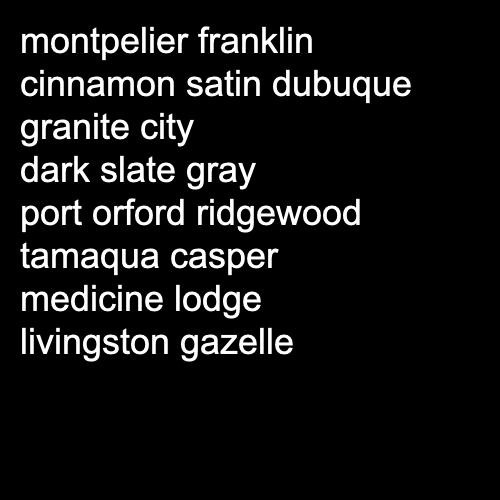 montpelier franklin
cinnamon satin dubuque
granite city
dark slate gray
port orford ridgewood
tamaqua casper
medicine lodge
livingston gazelle